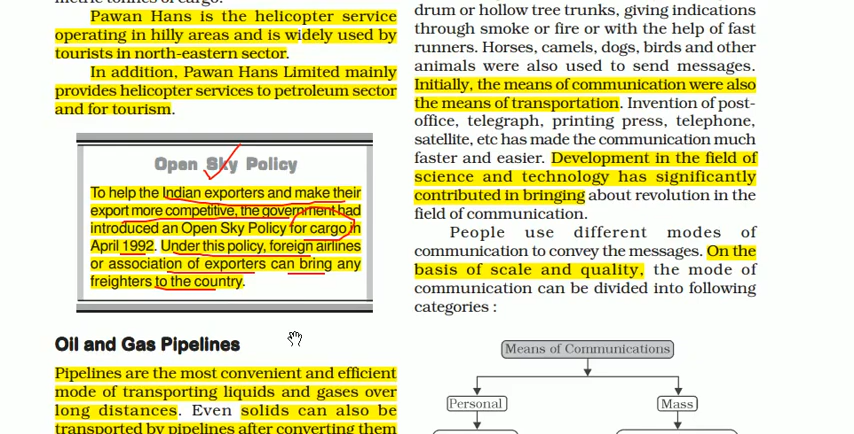 Pawan Hans is the helicopter service
operating in hilly areas and is widely used by
tourists in north-eastern sector.
In addition, Pawan Hans Limited mainly
provides helicopter services to petroleum sector
and for tourism.
Open Sky Policy
To help the Indian exporters and make their
export more competitive, the government had
introduced an Open Sky Policy for cargo in
April 1992. Under this policy, foreign airlines
or association of exporters can bring any
freighters to the country.
Oil and Gas Pipelines
Pipelines are the most convenient and efficient
mode of transporting liquids and gases over
long distances. Even solids can also be
transported by pipelines after converting them
drum or hollow tree trunks, giving indications
through smoke or fire or with the help of fast
runners. Horses, camels, dogs, birds and other
animals were also used to send messages.
Initially, the means of communication were also
the means of transportation. Invention of post-
office, telegraph, printing press, telephone,
satellite, etc has made the communication much
faster and easier. Development in the field of
science and technology has significantly
contributed in bringing about revolution in the
field of communication.
People use different modes of
communication to convey the messages. On the
basis of scale and quality, the mode of
communication can be divided into following
categories :
Means of Communications
Personal
Mass